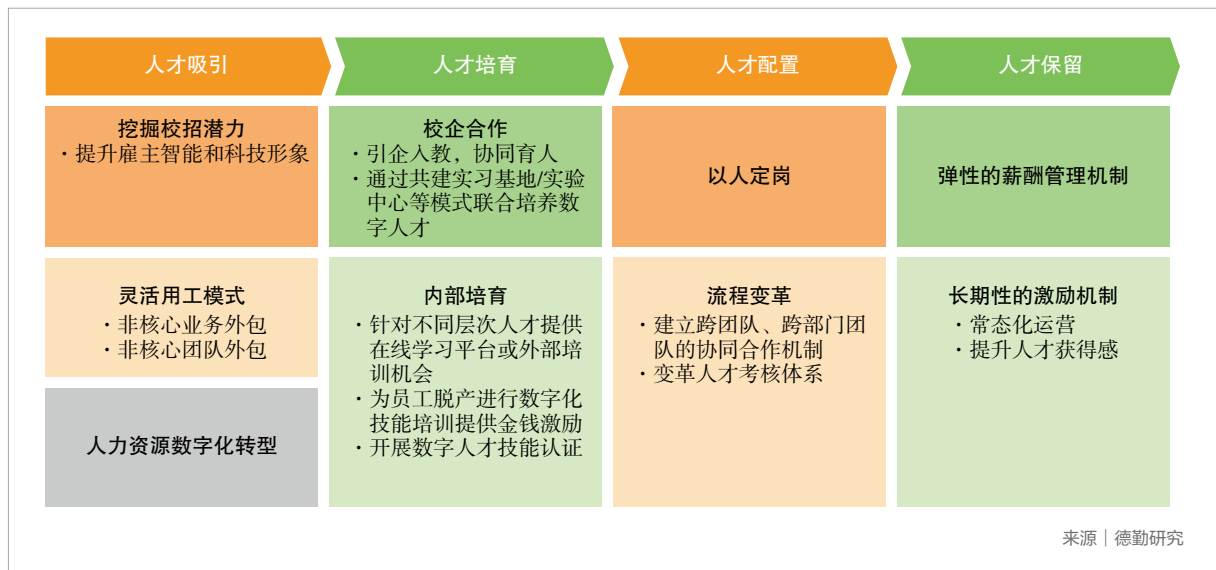 人才吸引
人才培育
人才配置
人才保留
挖掘校招潜力
·提升雇主智能和科技形象
灵活用工模式
·非核心业务外包
·非核心团队外包
人力资源数字化转型
校企合作
·引企入教，协同育人
·通过共建实习基地/实验
中心等模式联合培养数
字人才
内部培育
·针对不同层次人才提供
在线学习平台或外部培
训机会
·为员工脱产进行数字化
技能培训提供金钱激励
·开展数字人才技能认证
以人定岗
流程变革
·建立跨团队、跨部门团
队的协同合作机制
·变革人才考核体系
弹性的薪酬管理机制
长期性的激励机制
·常态化运营
·提升人才获得感
来源｜德勤研究